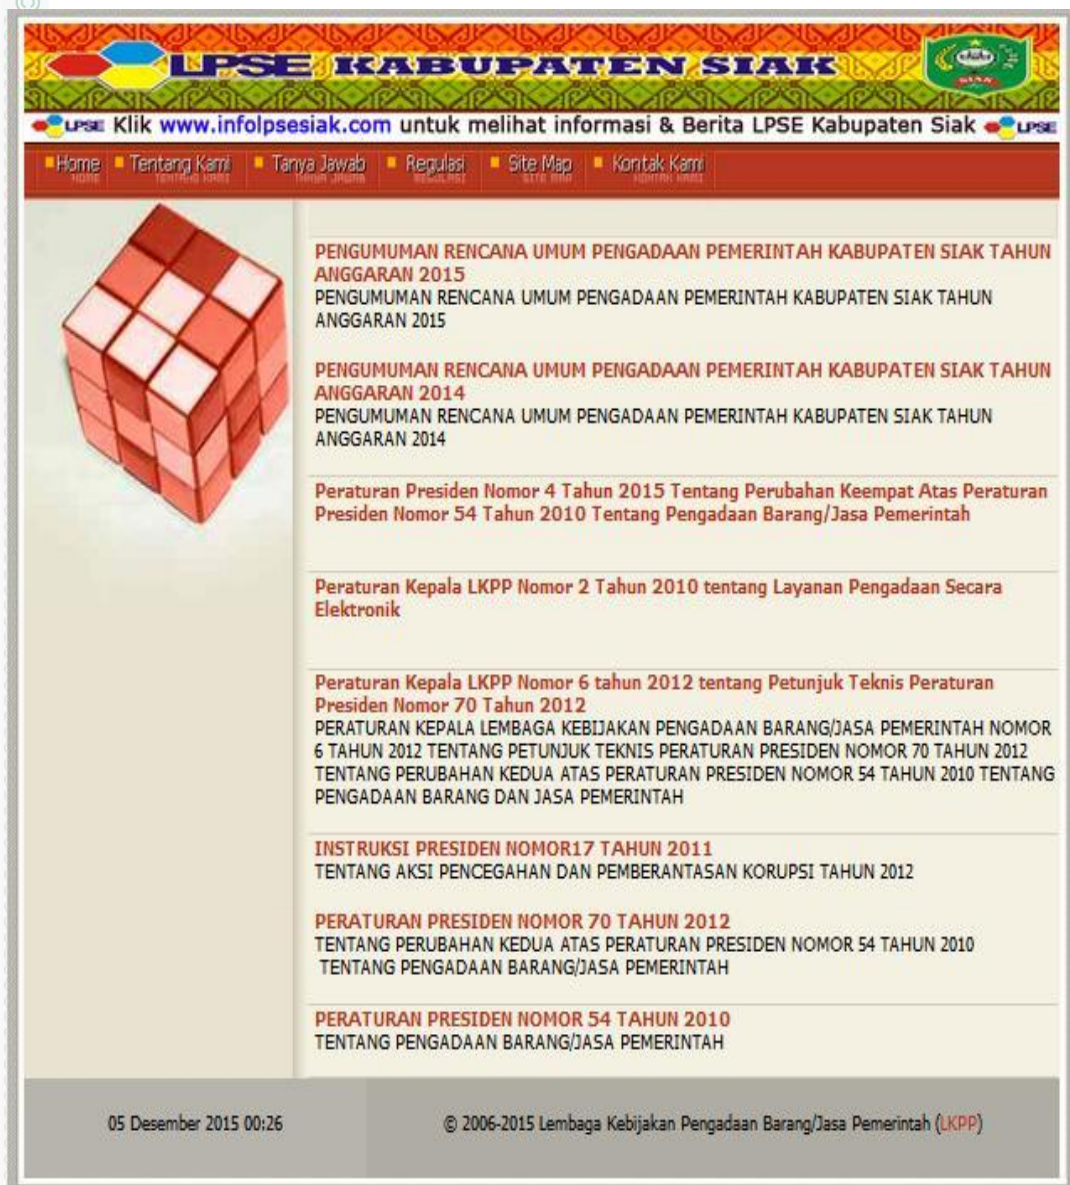 LPSE KABUPATEN SIAK
SIAK
LPSE Klik www.infolpsesiak.com untuk melihat informasi & Berita LPSE Kabupaten Siak LPSE
Home Tentang Kami Tanya Jawab Regulasi Site Map Kontak Kami
HOME TENTANG KAMI TANYA JAWAB REGULASI SITE MAP KONTAK KAMI
PENGUMUMAN RENCANA UMUM PENGADAAN PEMERINTAH KABUPATEN SIAK TAHUN
ANGGARAN 2015
PENGUMUMAN RENCANA UMUM PENGADAAN PEMERINTAH KABUPATEN SIAK TAHUN
ANGGARAN 2015
PENGUMUMAN RENCANA UMUM PENGADAAN PEMERINTAH KABUPATEN SIAK TAHUN
ANGGARAN 2014
PENGUMUMAN RENCANA UMUM PENGADAAN PEMERINTAH KABUPATEN SIAK TAHUN
ANGGARAN 2014
Peraturan Presiden Nomor 4 Tahun 2015 Tentang Perubahan Keempat Atas Peraturan
Presiden Nomor 54 Tahun 2010 Tentang Pengadaan Barang/Jasa Pemerintah
Peraturan Kepala LKPP Nomor 2 Tahun 2010 tentang Layanan Pengadaan Secara
Elektronik
Peraturan Kepala LKPP Nomor 6 tahun 2012 tentang Petunjuk Teknis Peraturan
Presiden Nomor 70 Tahun 2012
PERATURAN KEPALA LEMBAGA KEBIJAKAN PENGADAAN BARANG/JASA PEMERINTAH NOMOR
6 TAHUN 2012 TENTANG PETUNJUK TEKNIS PERATURAN PRESIDEN NOMOR 70 TAHUN 2012
TENTANG PERUBAHAN KEDUA ATAS PERATURAN PRESIDEN NOMOR 54 TAHUN 2010 TENTANG
PENGADAAN BARANG DAN JASA PEMERINTAH
INSTRUKSI PRESIDEN NOMOR17 TAHUN 2011
TENTANG AKSI PENCEGAHAN DAN PEMBERANTASAN KORUPSI TAHUN 2012
PERATURAN PRESIDEN NOMOR 70 TAHUN 2012
TENTANG PERUBAHAN KEDUA ATAS PERATURAN PRESIDEN NOMOR 54 TAHUN 2010
TENTANG PENGADAAN BARANG/JASA PEMERINTAH
PERATURAN PRESIDEN NOMOR 54 TAHUN 2010
TENTANG PENGADAAN BARANG/JASA PEMERINTAH
05 Desember 2015 00:26
© 2006-2015 Lembaga Kebijakan Pengadaan Barang/Jasa Pemerintah (LKPP)